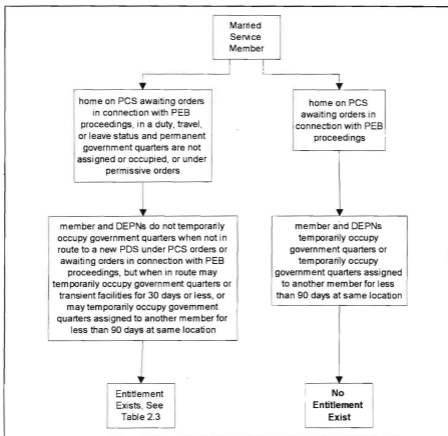 Married
Service
Member
home on PCS awaiting orders
in connection with PEB
proceedings, in a duty, travel,
or leave status and permanent
government quarters are not
assigned or occupied, or under
permissive orders
home on PCS
awaiting orders in
connection with PEB
proceedings
member and DEPNs do not temporarily
occupy government quarters when not in
route to a new PDS under PCS orders or
awaiting orders in connection with PEB
proceedings, but when in route may
temporarily occupy government quarters or
transient facilities for 30 days or less, or
may temporarily occupy government
quarters assigned to another member for
less than 90 days at same location
member and DEPNs
temporarily occupy
government quarters or
temporarily occupy
government quarters assigned
to another member for less
than 90 days at same location
Entitlement
Exists, See
Table 2.3
No
Entitlement
Exist